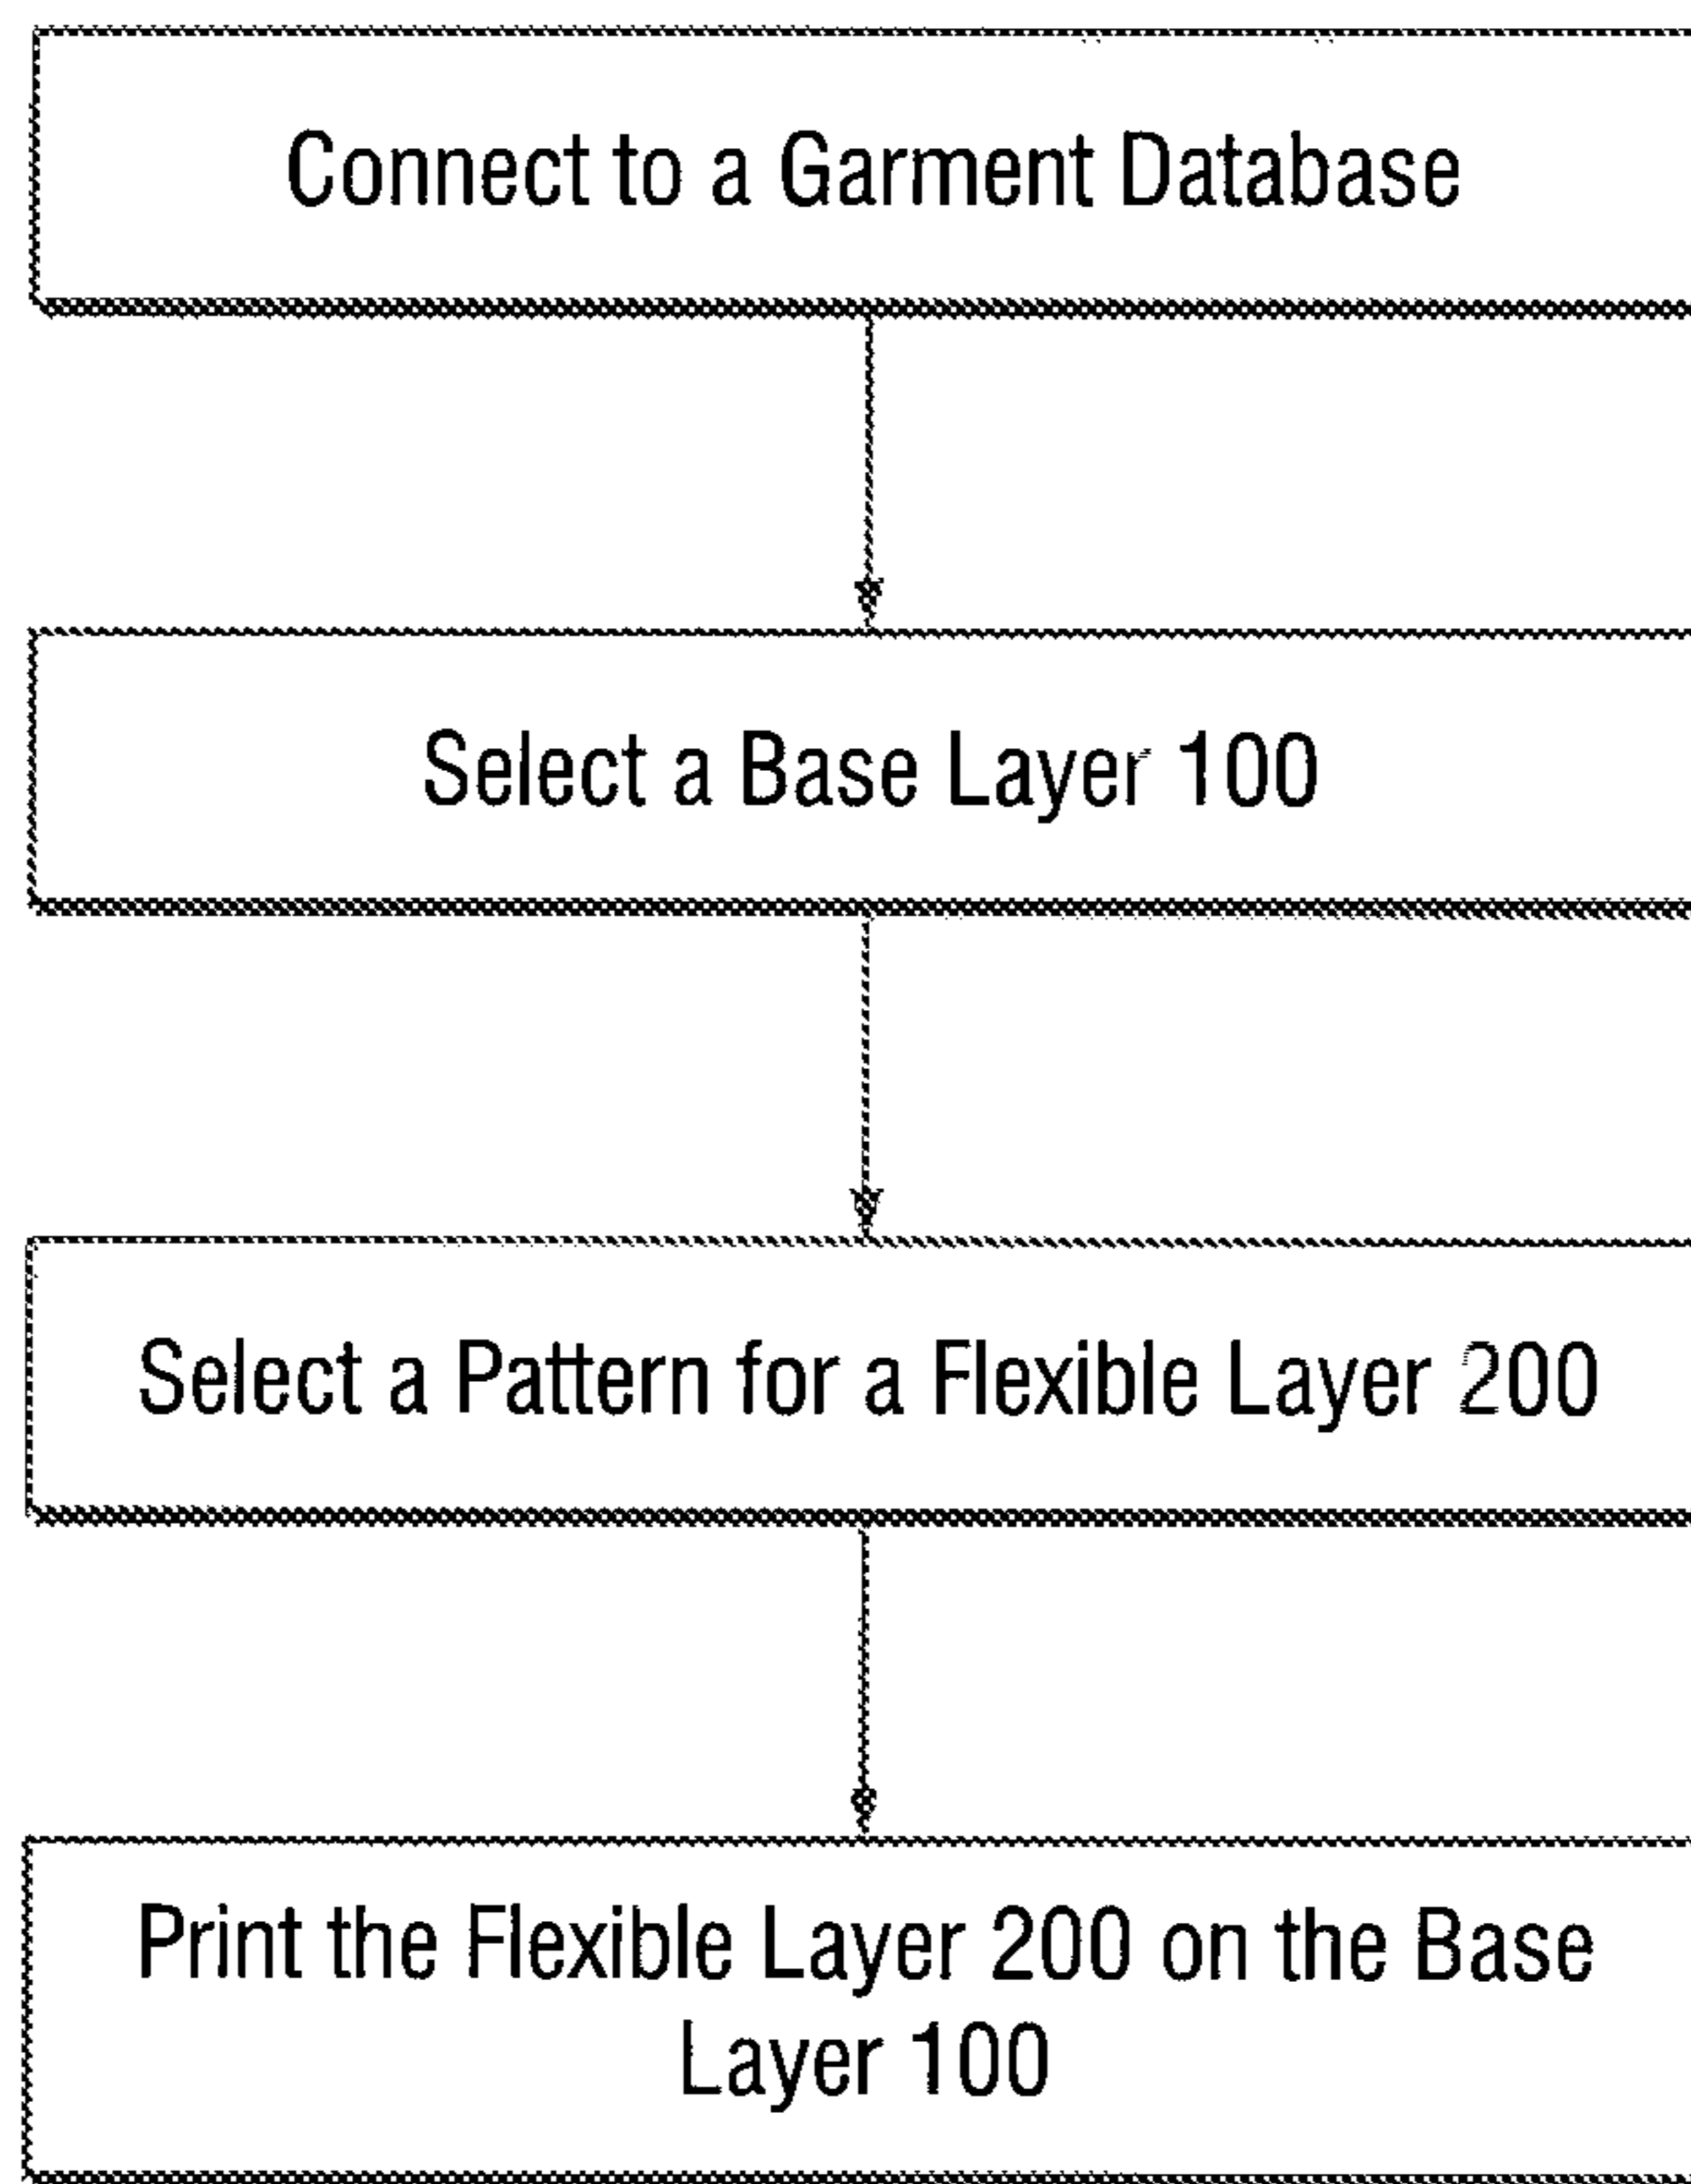 Connect to a Garment Database
Select a Base Layer 100
Select a Pattern for a Flexible Layer 200
Print the Flexible Layer 200 on the Base
Layer 100